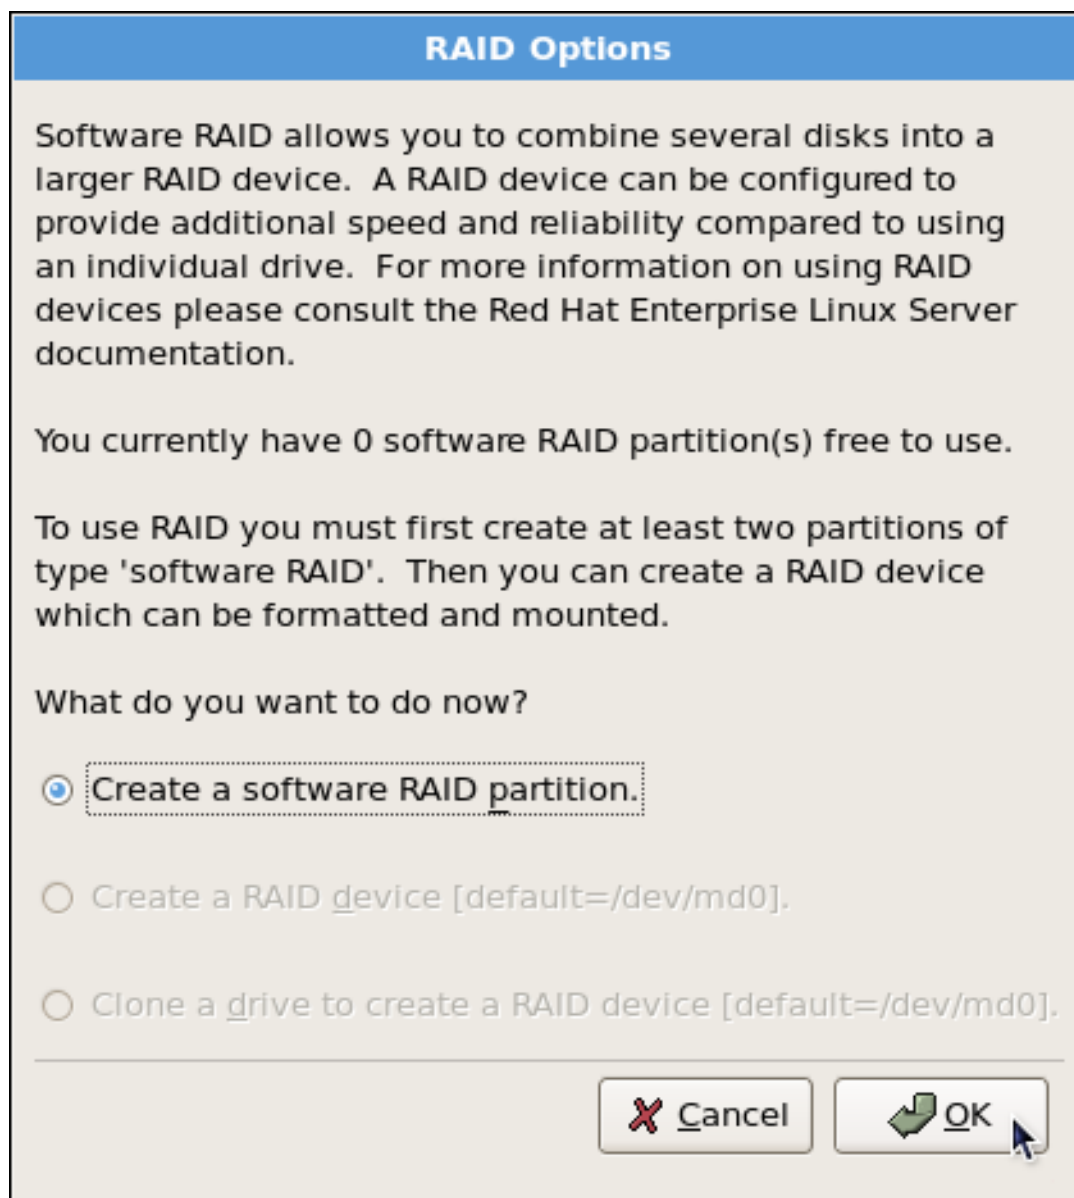 RAID Options
Software RAID allows you to combine several disks into a
larger RAID device.  A RAID device can be configured to
provide additional speed and reliability compared to using
an individual drive.  For more information on using RAID
devices please consult the Red Hat Enterprise Linux Server
documentation.
You currently have 0 software RAID partition(s) free to use.
To use RAID you must first create at least two partitions of
type 'software RAID'.  Then you can create a RAID device
which can be formatted and mounted.
What do you want to do now?
Create a software RAID partition.
Create a RAID device [default=/dev/md0].
Clone a drive to create a RAID device [default=/dev/md0].
Cancel OK